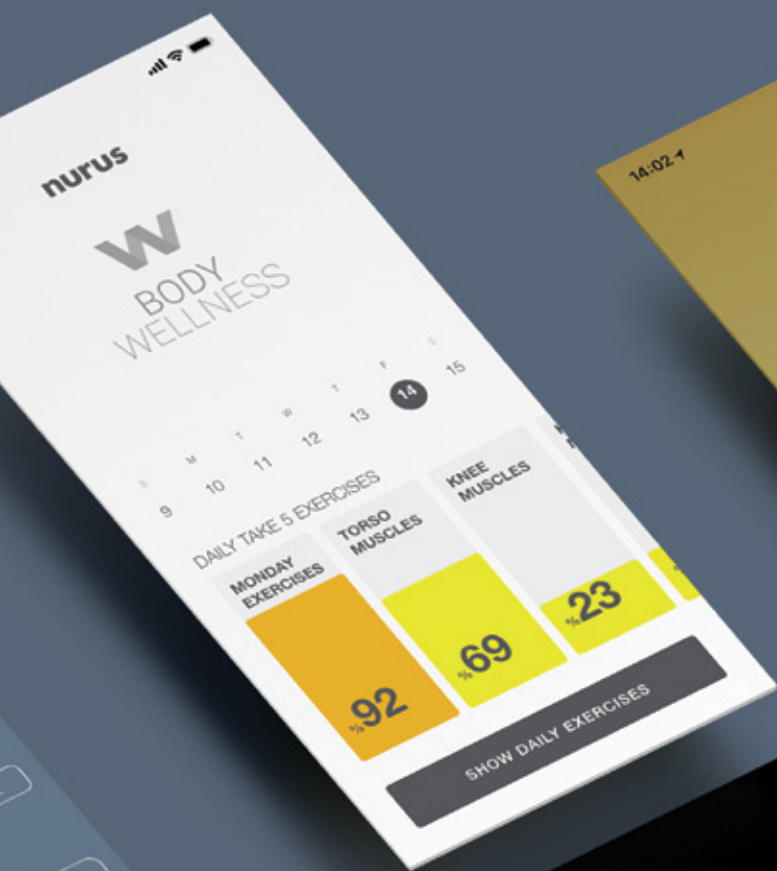 nurus
W
BODY
WELLNESS
S M T W T F S
9 10 11 12 13 14 15
DAILY TAKE 5 EXERCISES
MONDAY
EXERCISES
%92
TORSO
MUSCLES
%69
KNEE
MUSCLES
%23
%
SHOW DAILY EXERCISES
14:02